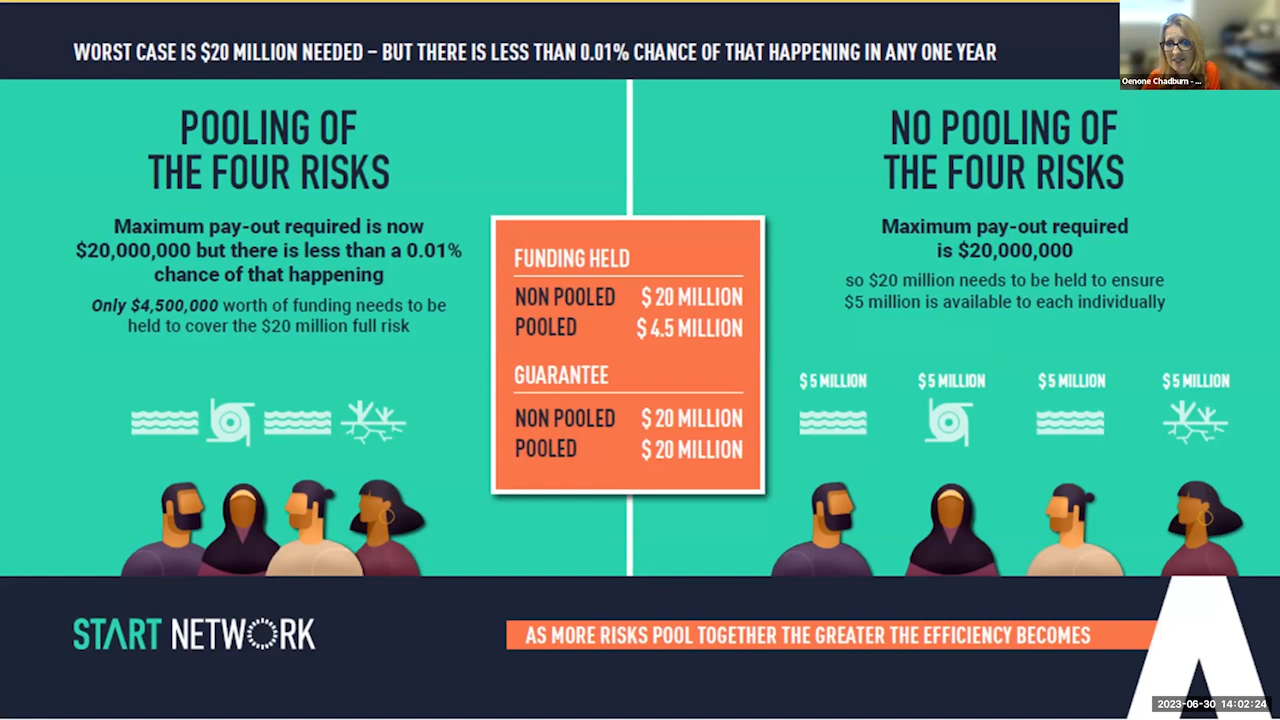 WORST CASE IS $20 MILLION NEEDED – BUT THERE IS LESS THAN 0.01% CHANCE OF THAT HAPPENING IN ANY ONE YEAR
Oenone Chadburn - ...
POOLING OF
THE FOUR RISKS
Maximum pay-out required is now
$20,000,000 but there is less than a 0.01%
chance of that happening
Only $4,500,000 worth of funding needs to be
held to cover the $20 million full risk
FUNDING HELD
NON POOLED $ 20 MILLION
POOLED $ 4.5 MILLION
GUARANTEE
NON POOLED $ 20 MILLION
POOLED $ 20 MILLION
NO POOLING OF
THE FOUR RISKS
Maximum pay-out required
is $20,000,000
so $20 million needs to be held to ensure
$5 million is available to each individually
$ 5 MILLION $ 5 MILLION $ 5 MILLION $ 5 MILLION
START NETWORK
AS MORE RISKS POOL TOGETHER THE GREATER THE EFFICIENCY BECOMES
2023-06-30 14:02:24